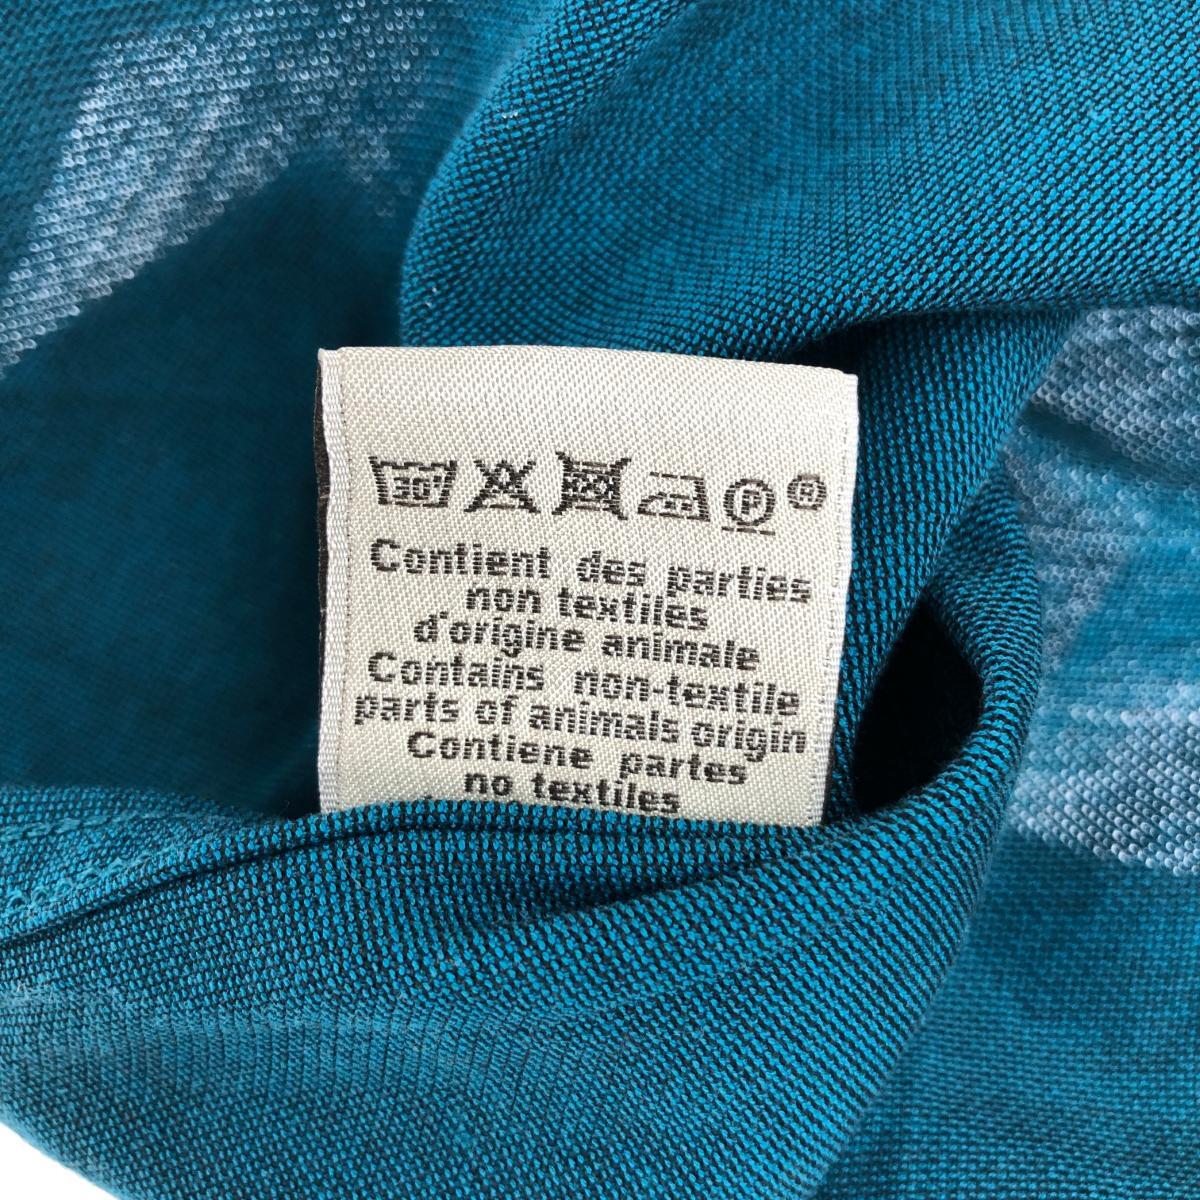 30°
P ®
Contient des parties
non textiles
d'origine animale
Contains non-textile
parts of animals origin
Contiene partes
no textiles